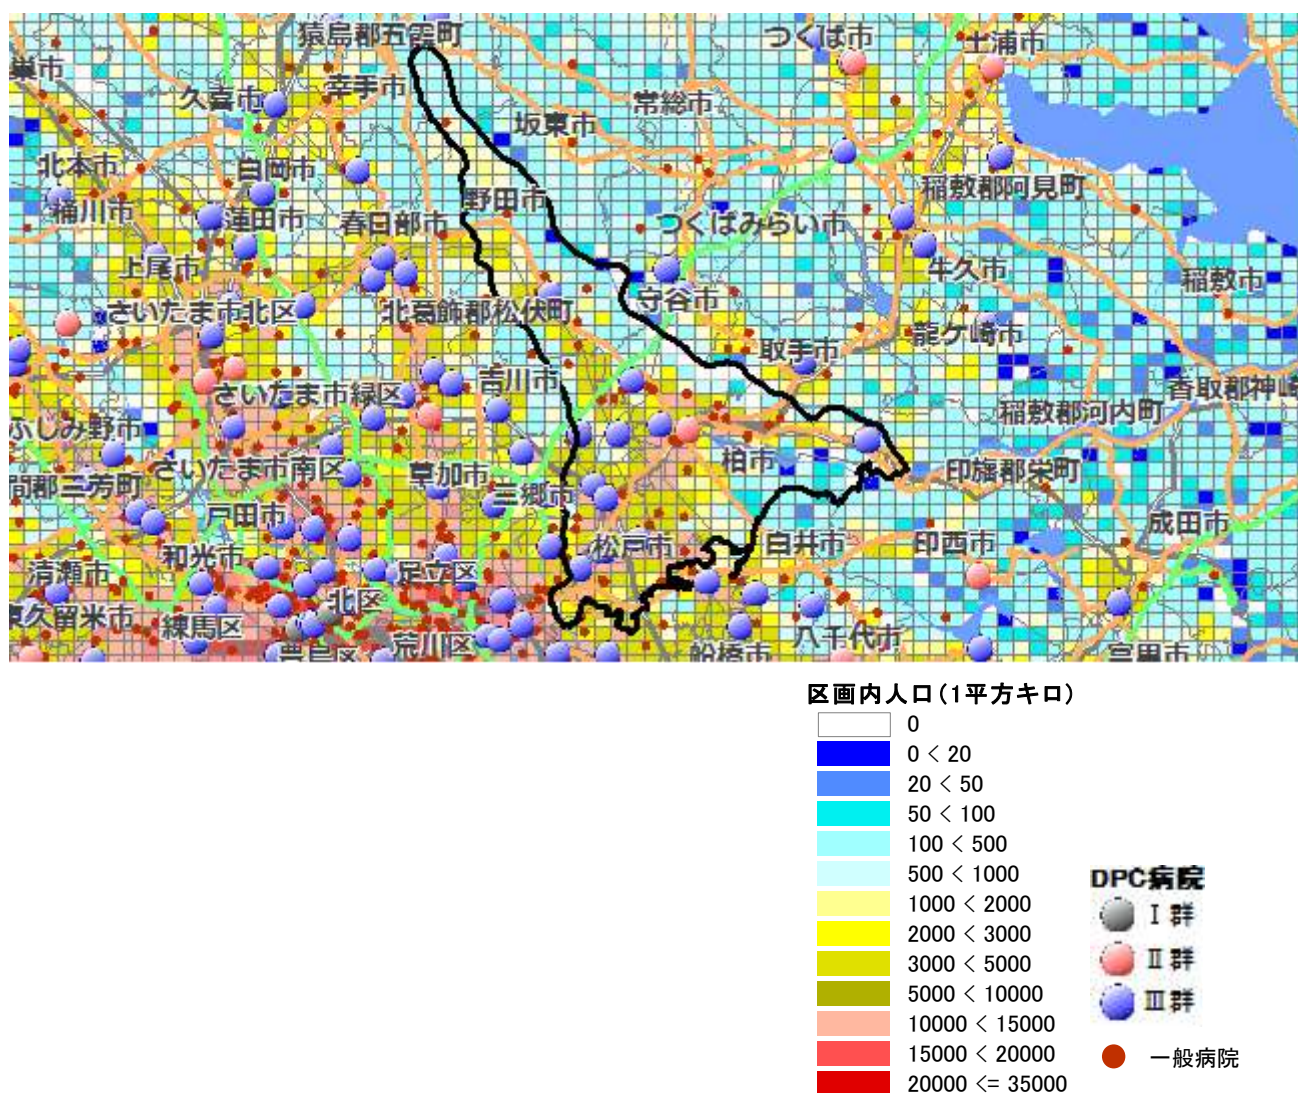 猿島郡五霞町
つくば市
土浦市
巣市
幸手市
久喜市
常総市
坂東市
北本市
白岡市
稲敷郡阿見町
桶川市
蓮田市
春日部市
野田市
つくばみらい市
上尾市
牛久市
稲敷市
さいたま市北区
北葛飾郡松伏町
守谷市
龍ケ崎市
取手市
さいたま市緑区
吉川市
香取郡神崎
稲敷郡河内町
ふじみ野市
さいたま市南区
草加市
柏市
印旛郡栄町
間郡三芳町
三郷市
戸田市
成田市
和光市
松戸市
白井市
印西市
清瀬市
足立区
北区
東久留米市
練馬区
荒川区
八千代市
豊島区
船橋市
富里市
区画内人口(1平方キロ)
0
0 < 20
20 < 50
50 < 100
100 < 500
500 < 1000
1000 < 2000
2000 < 3000
3000 < 5000
5000 < 10000
10000 < 15000
15000 < 20000
20000 <= 35000
DPC病院
Ⅰ群
Ⅱ群
Ⅲ群
一般病院